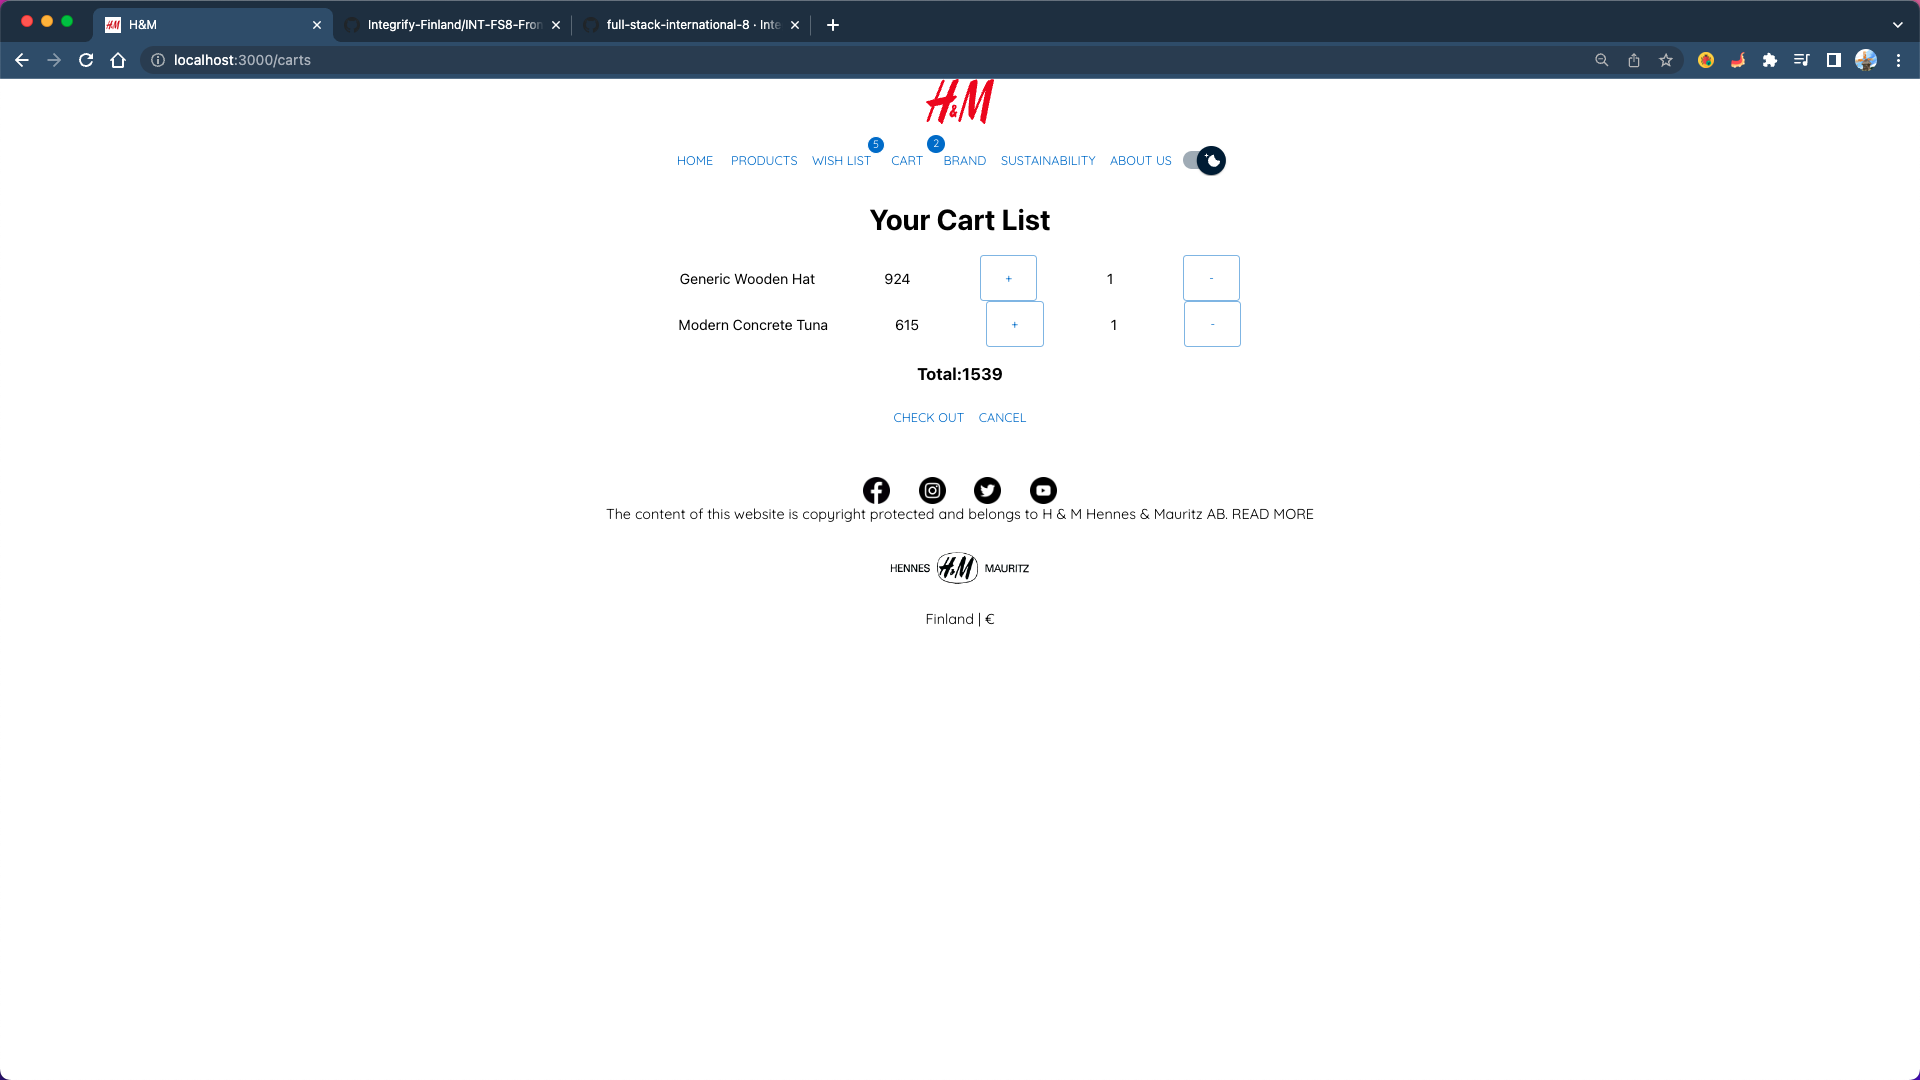 H&M
Integrify-Finland/INT-FS8-Fron
full-stack-international-8 · Inte
localhost:3000/carts
H&M
HOME PRODUCTS WISH LIST 5 CART 2 BRAND SUSTAINABILITY ABOUT US
Your Cart List
Generic Wooden Hat 924 + 1 -
Modern Concrete Tuna 615 + 1 -
Total:1539
CHECK OUT CANCEL
The content of this website is copyright protected and belongs to H & M Hennes & Mauritz AB. READ MORE
HENNES H&M MAURITZ
Finland | €